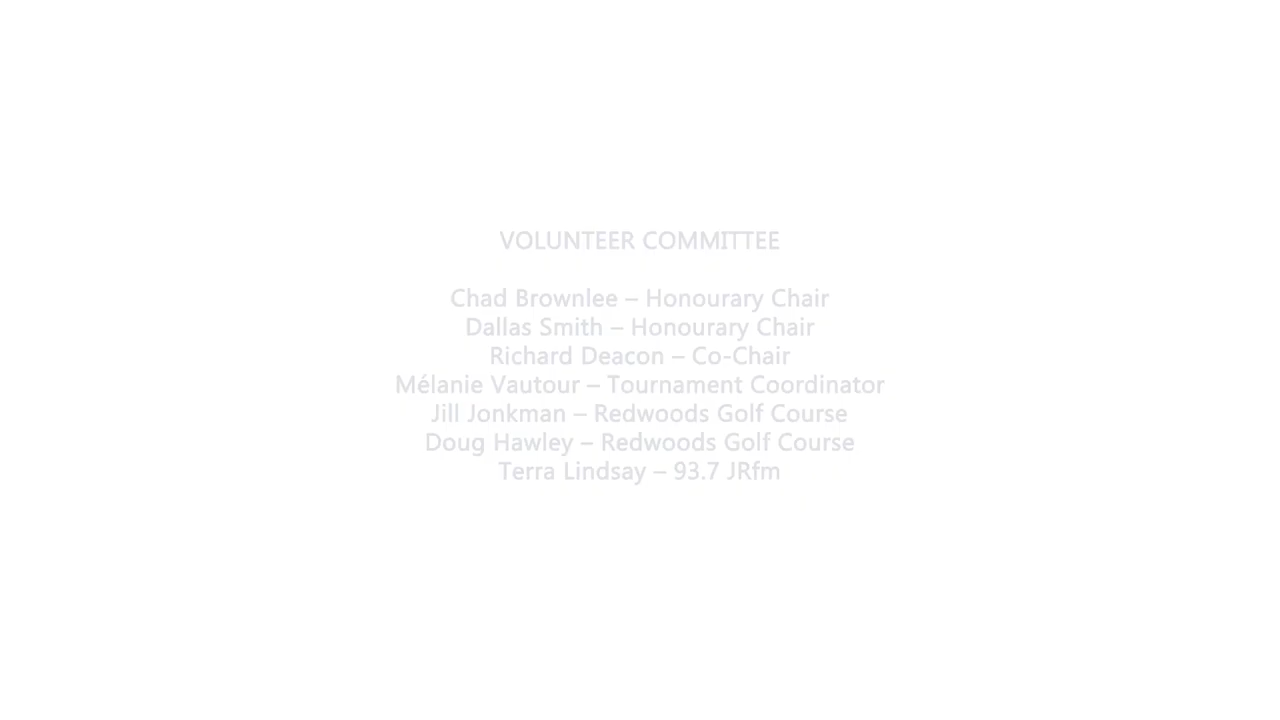 VOLUNTEER COMMITTEE
Chad Brownlee – Honourary Chair
Dallas Smith – Honourary Chair
Richard Deacon – Co-Chair
Mélanie Vautour – Tournament Coordinator
Jill Jonkman – Redwoods Golf Course
Doug Hawley – Redwoods Golf Course
Terra Lindsay – 93.7 JRfm